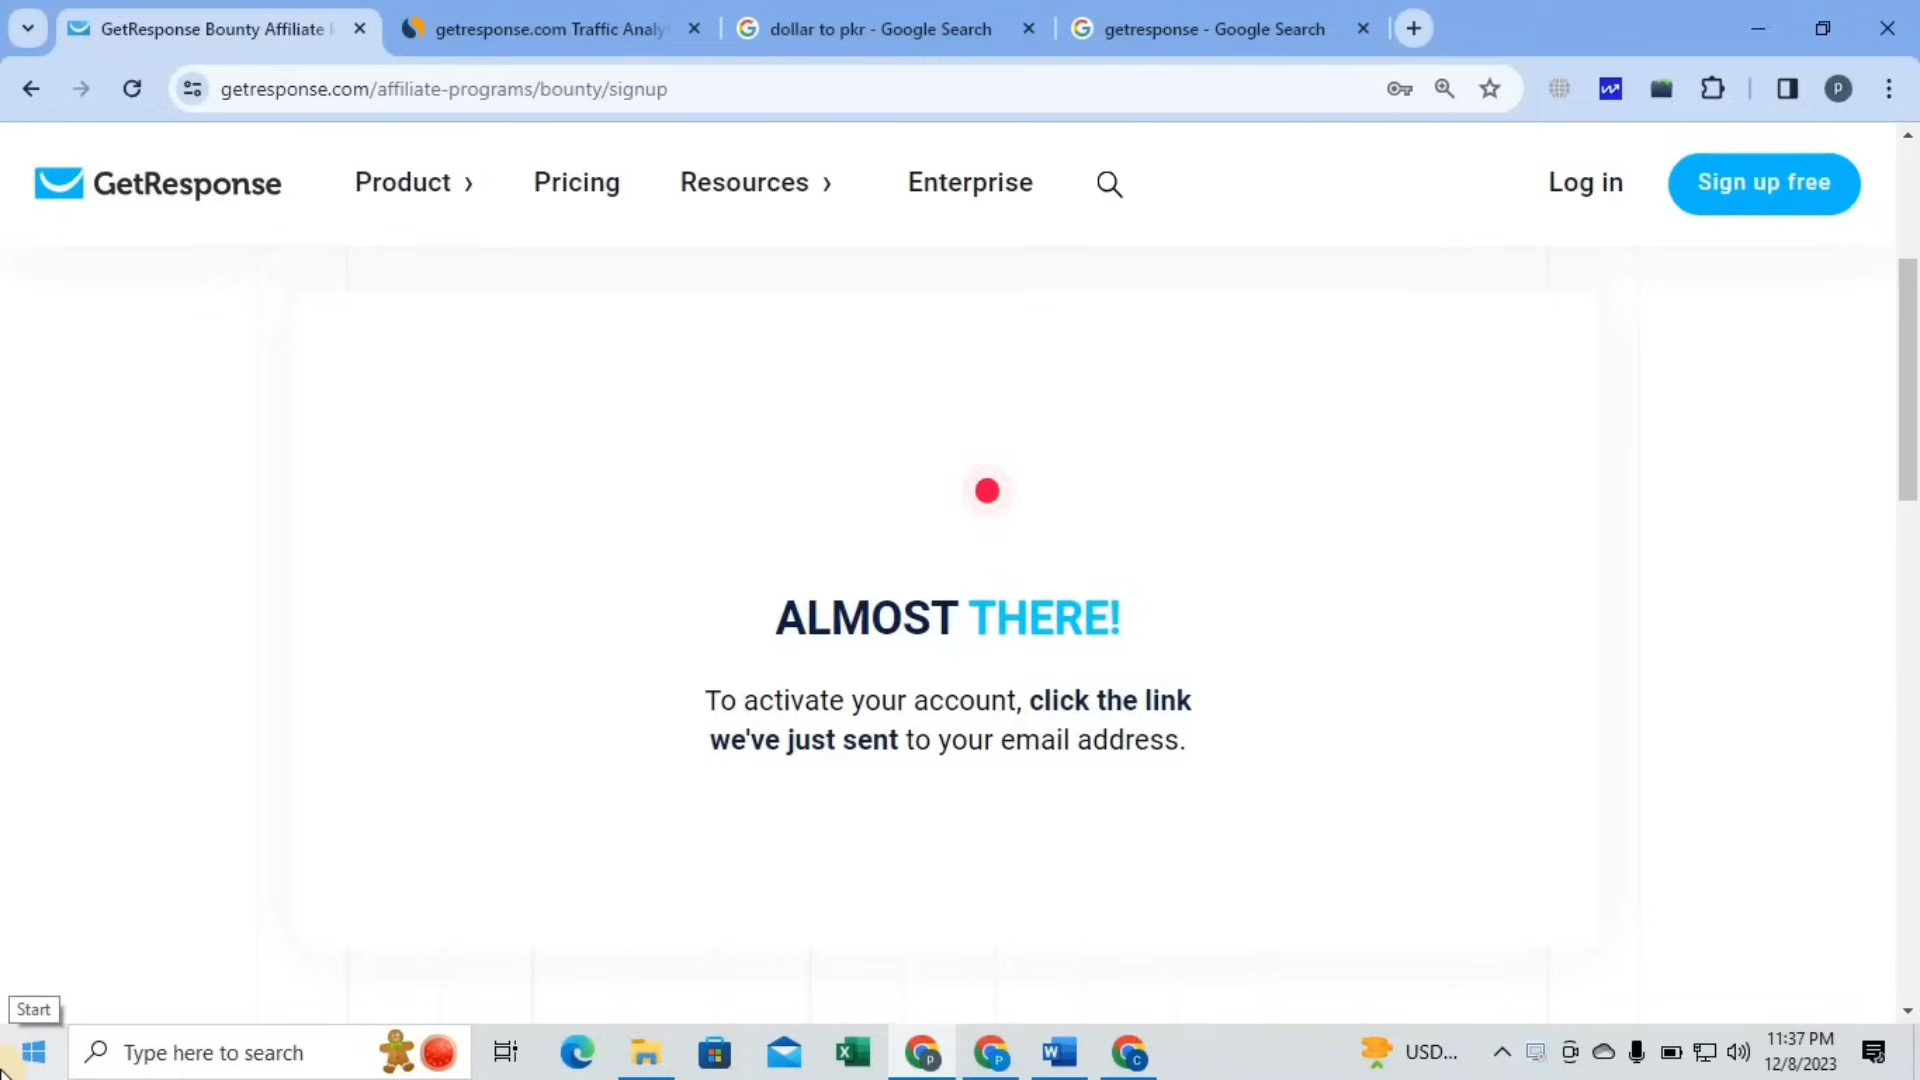 GetResponse Bounty Affiliate
getresponse.com Traffic Analy
dollar to pkr - Google Search
getresponse - Google Search
getresponse.com/affiliate-programs/bounty/signup
P
GetResponse
Product
Pricing
Resources
Enterprise
Log in
Sign up free
ALMOST THERE!
To activate your account, click the link
we've just sent to your email address.
Start
Type here to search
USD...
11:37 PM
12/8/2023